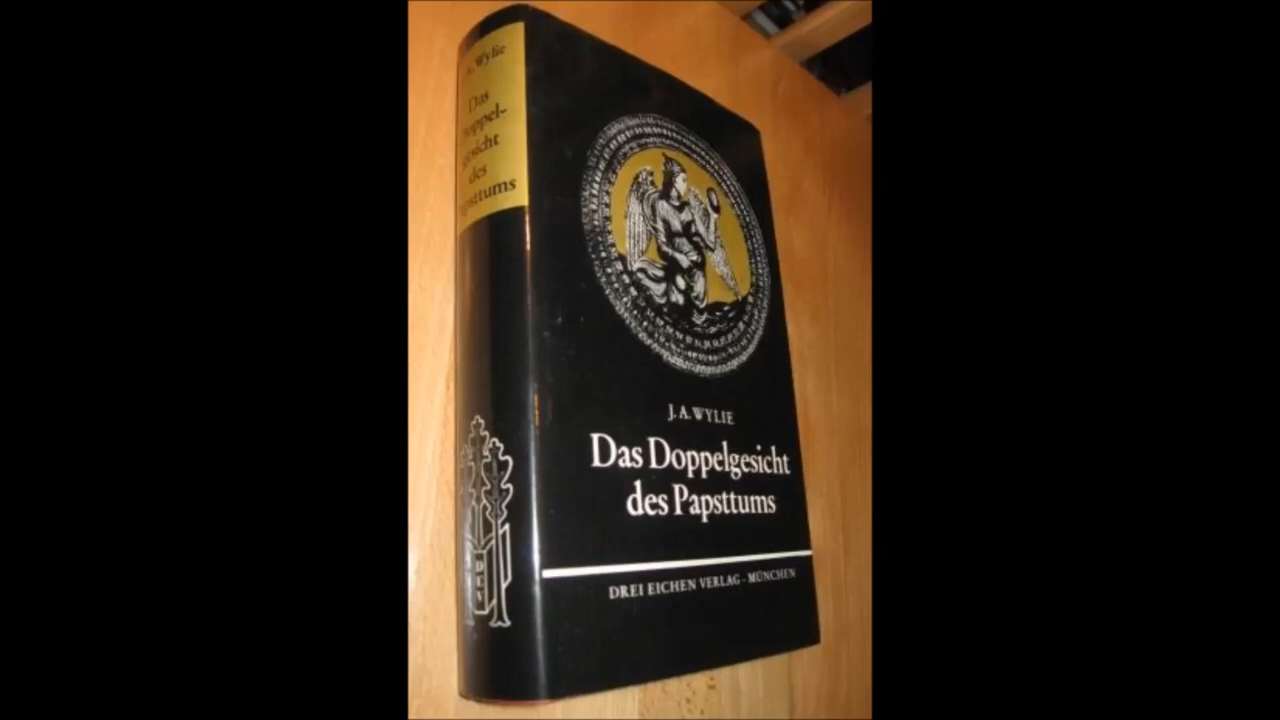 Wylie
Das
Doppel-
gesicht
des
Papsttums
J. A. WYLIE
Das Doppelgesicht
des Papsttums
DREI EICHEN VERLAG · MÜNCHEN
D
E
V